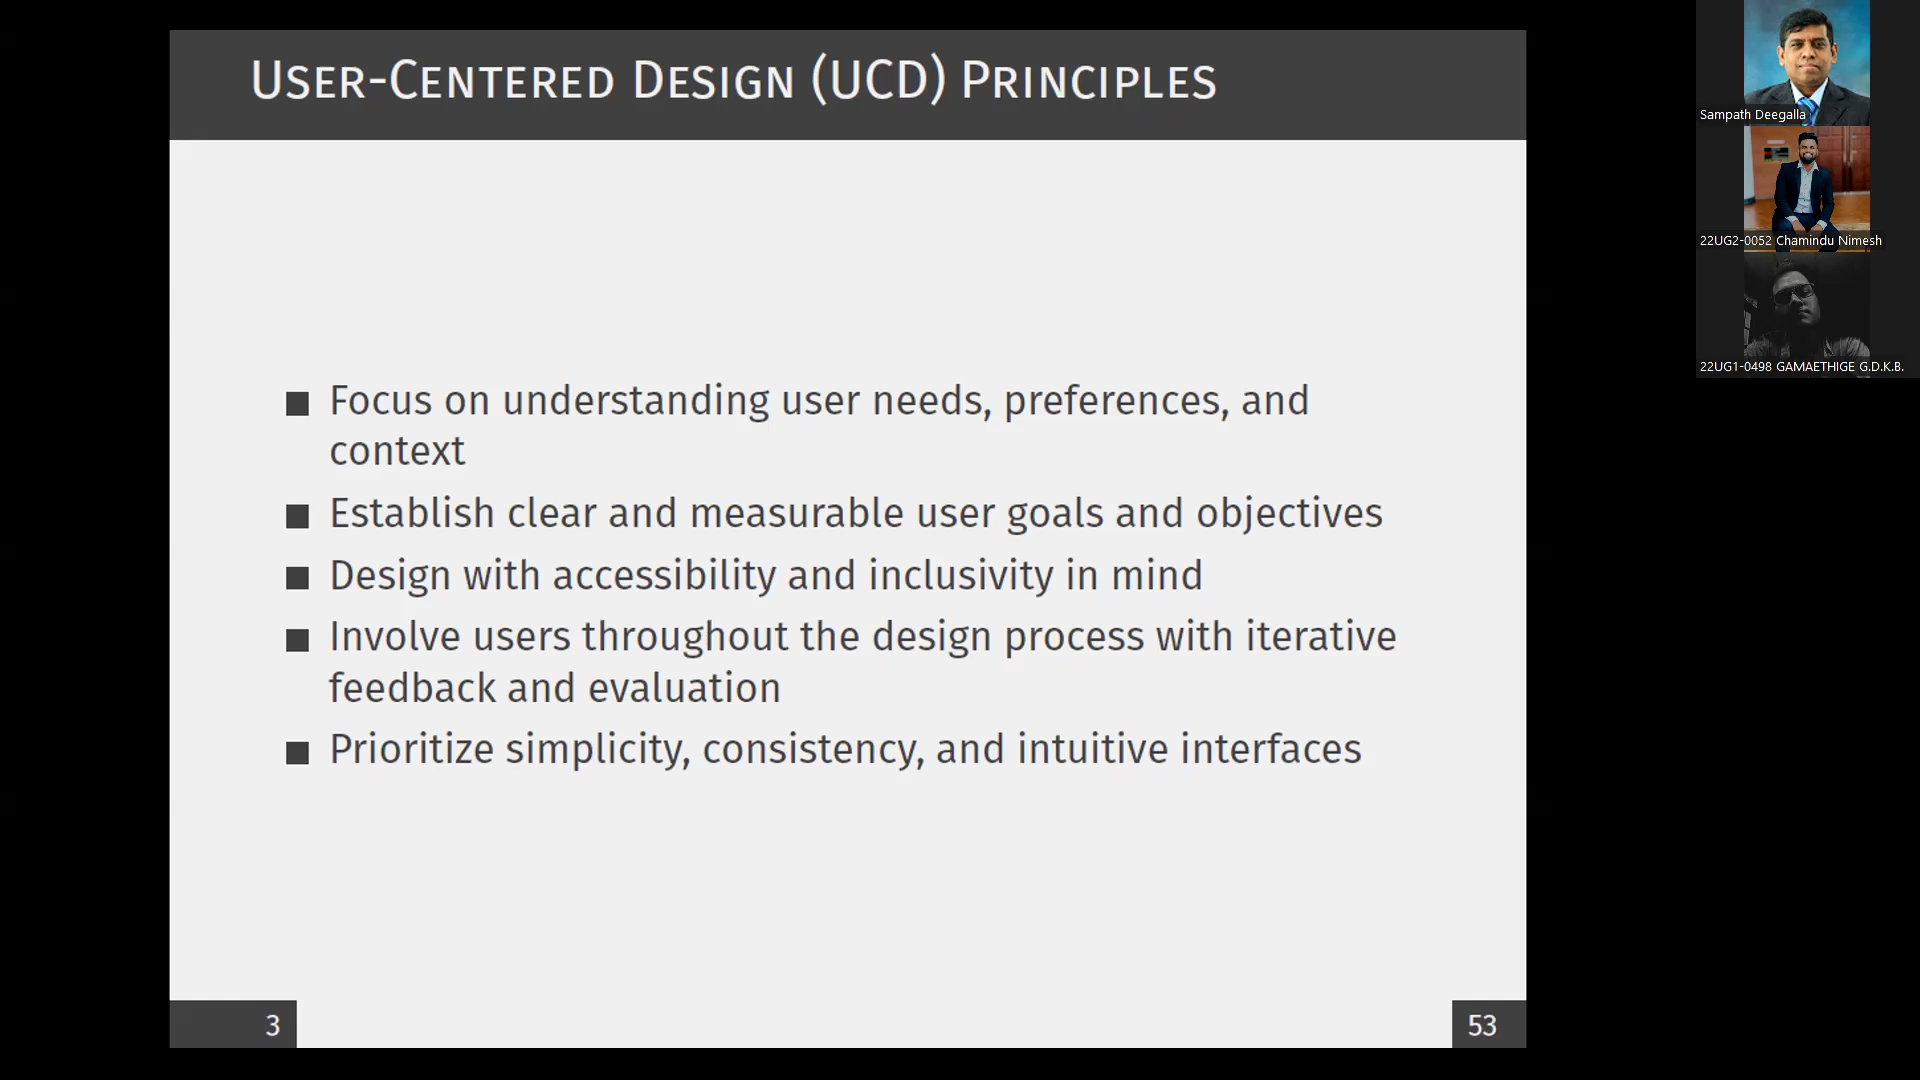 User-Centered Design (UCD) Principles
Focus on understanding user needs, preferences, and
context
Establish clear and measurable user goals and objectives
Design with accessibility and inclusivity in mind
Involve users throughout the design process with iterative
feedback and evaluation
Prioritize simplicity, consistency, and intuitive interfaces
3
53
Sampath Deegalla
22UG2-0052 Chamindu Nimesh
22UG1-0498 GAMAETHIGE G.D.K.B.